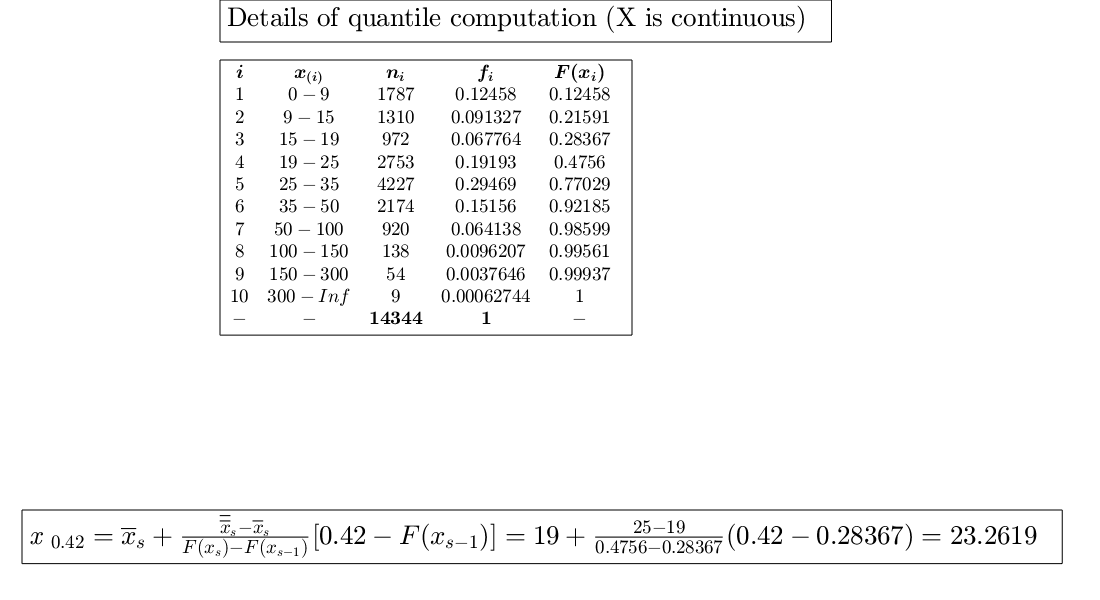 Details of quantile computation (X is continuous)
i x_{(i)} n_i f_i F(x_i)
1 0 − 9 1787 0.12458 0.12458
2 9 − 15 1310 0.091327 0.21591
3 15 − 19 972 0.067764 0.28367
4 19 − 25 2753 0.19193 0.4756
5 25 − 35 4227 0.29469 0.77029
6 35 − 50 2174 0.15156 0.92185
7 50 − 100 920 0.064138 0.98599
8 100 − 150 138 0.0096207 0.99561
9 150 − 300 54 0.0037646 0.99937
10 300 − Inf 9 0.00062744 1
− − 14344 1 −
x_{0.42} = \overline{x}_s + \frac{\overline{\overline{x}}_s − \overline{x}_s}{F(x_s)−F(x_{s−1})}[0.42 − F(x_{s−1})] = 19 + \frac{25−19}{0.4756−0.28367}(0.42 − 0.28367) = 23.2619